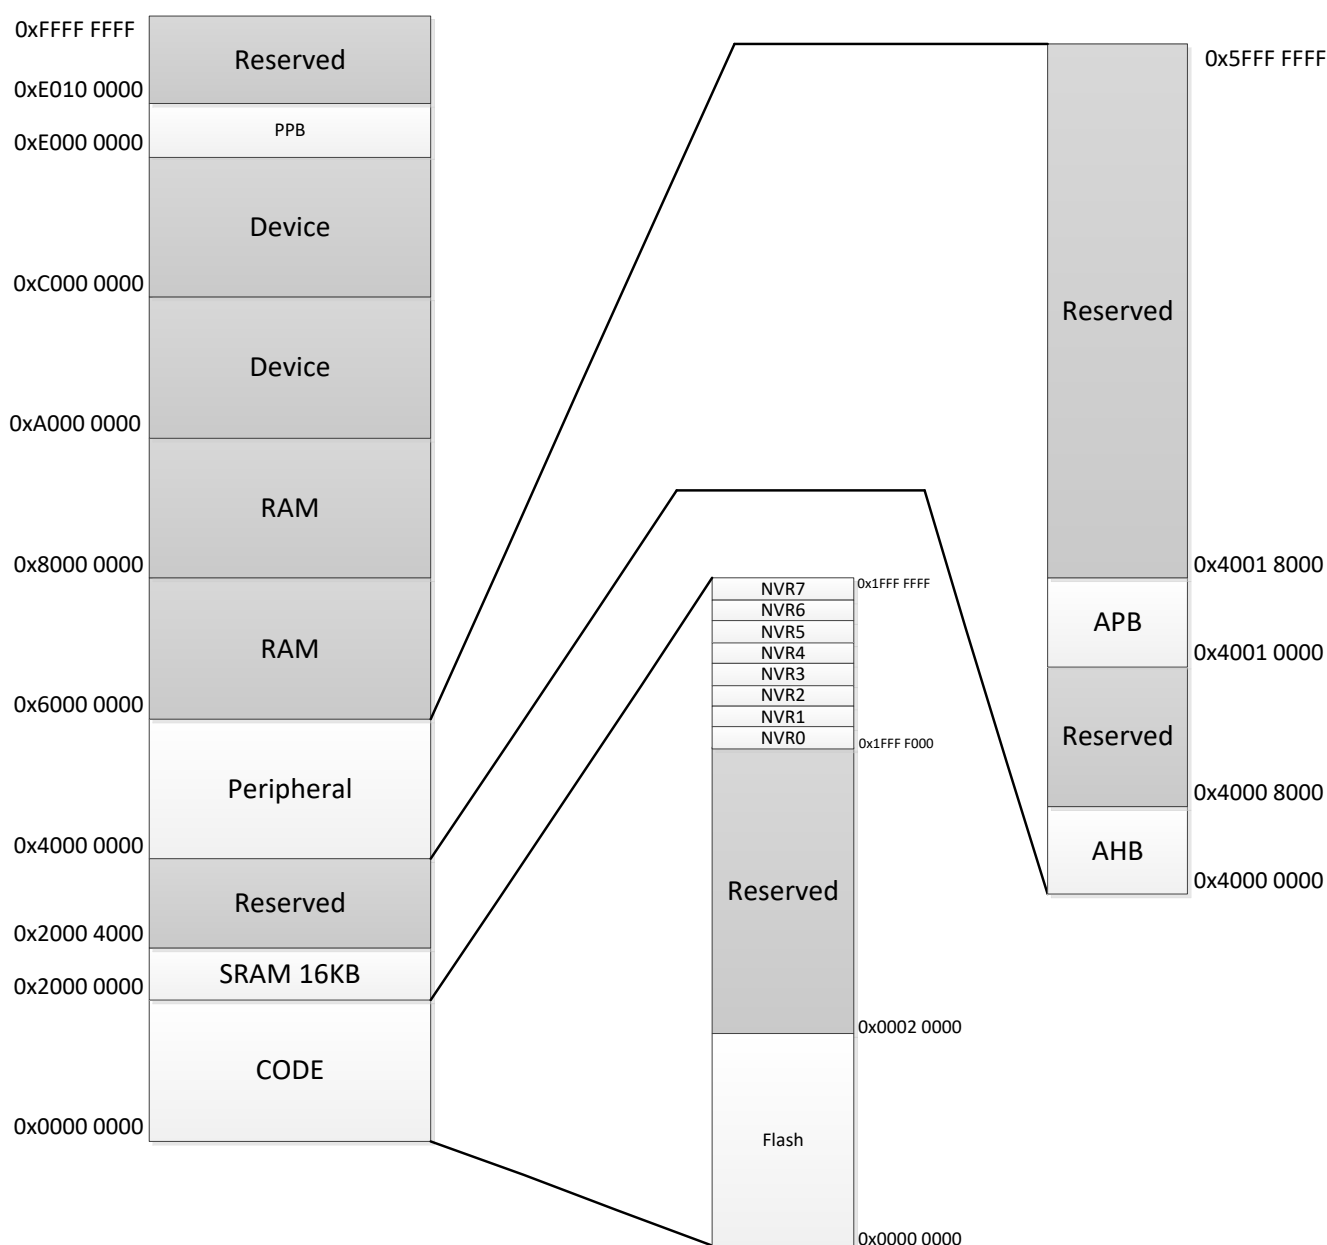 0xFFFF FFFF
Reserved
0xE010 0000
PPB
0xE000 0000
Device
0xC000 0000
Device
0xA000 0000
RAM
0x8000 0000
RAM
0x6000 0000
Peripheral
0x4000 0000
Reserved
0x2000 4000
SRAM 16KB
0x2000 0000
CODE
0x0000 0000
NVR7
0x1FFF FFFF
NVR6
NVR5
NVR4
NVR3
NVR2
NVR1
NVR0
0x1FFF F000
Reserved
0x0002 0000
Flash
0x0000 0000
0x5FFF FFFF
Reserved
0x4001 8000
APB
0x4001 0000
Reserved
0x4000 8000
AHB
0x4000 0000